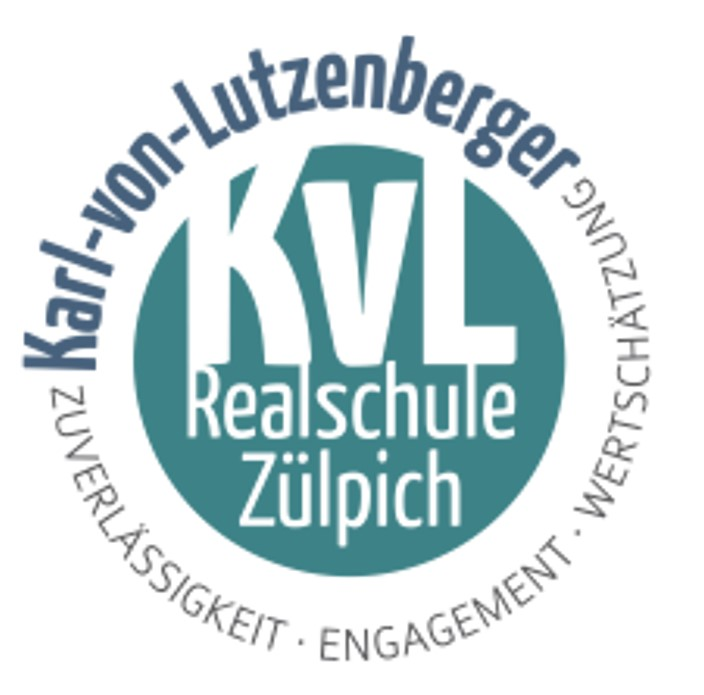 Karl-von-Lutzenberger
KvL
Realschule
Zülpich
ZUVERLÄSSIGKEIT · ENGAGEMENT · WERTSCHÄTZUNG